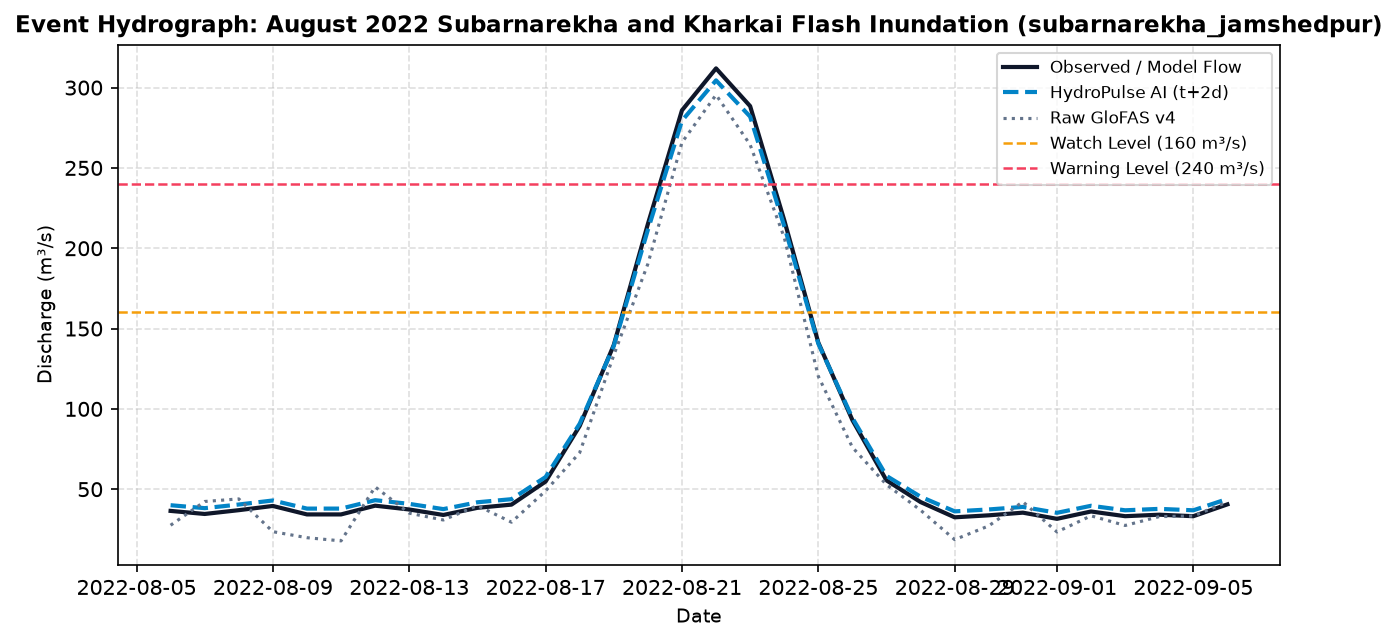 Event Hydrograph: August 2022 Subarnarekha and Kharkai Flash Inundation (subarnarekha_jamshedpur)
Observed / Model Flow
HydroPulse AI (t+2d)
Raw GloFAS v4
Watch Level (160 m³/s)
Warning Level (240 m³/s)
Discharge (m³/s)
300
250
200
150
100
50
2022-08-05 2022-08-09 2022-08-13 2022-08-17 2022-08-21 2022-08-25 2022-08-29 2022-09-01 2022-09-05
Date